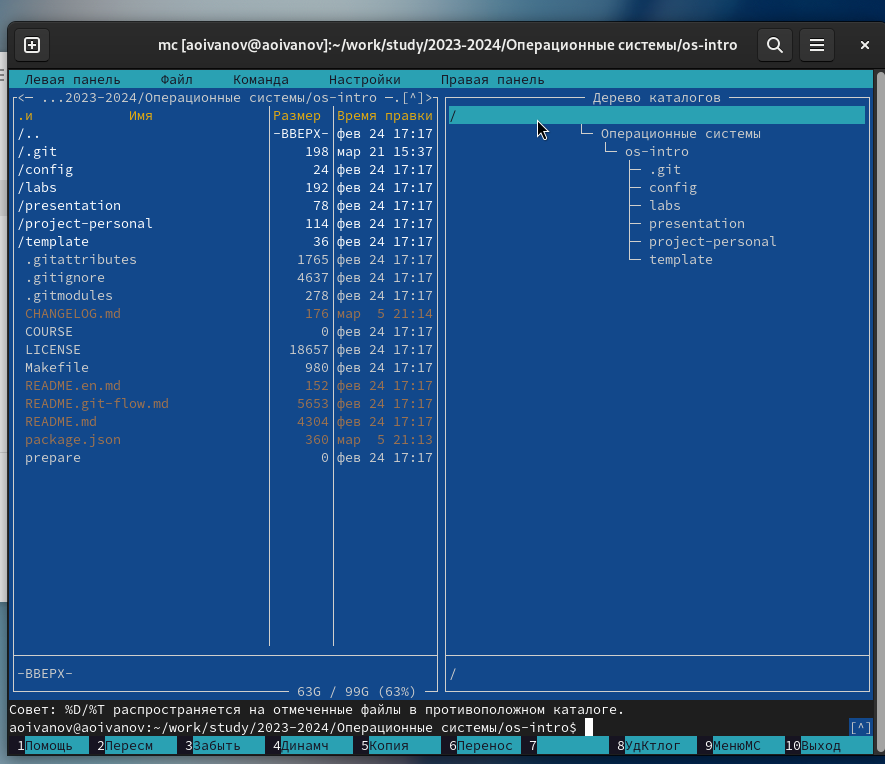 mc [aoivanov@aoivanov]:~/work/study/2023-2024/Операционные системы/os-intro
Левая панель Файл Команда Настройки Правая панель
<─ ...2023-2024/Операционные системы/os-intro ─.[^]>
.и Имя Размер Время правки
/.. -ВВЕРХ- фев 24 17:17
/.git 198 мар 21 15:37
/config 24 фев 24 17:17
/labs 192 фев 24 17:17
/presentation 78 фев 24 17:17
/project-personal 114 фев 24 17:17
/template 36 фев 24 17:17
.gitattributes 1765 фев 24 17:17
.gitignore 4637 фев 24 17:17
.gitmodules 278 фев 24 17:17
CHANGELOG.md 176 мар 5 21:14
COURSE 0 фев 24 17:17
LICENSE 18657 фев 24 17:17
Makefile 980 фев 24 17:17
README.en.md 152 фев 24 17:17
README.git-flow.md 5653 фев 24 17:17
README.md 4304 фев 24 17:17
package.json 360 мар 5 21:13
prepare 0 фев 24 17:17
-ВВЕРХ-
63G / 99G (63%)
Дерево каталогов
/
Операционные системы
os-intro
.git
config
labs
presentation
project-personal
template
/
Совет: %D/%T распространяется на отмеченные файлы в противоположном каталоге.
aoivanov@aoivanov:~/work/study/2023-2024/Операционные системы/os-intro$ [^]
1Помощь 2Пересм 3Забыть 4Динамч 5Копия 6Перенос 7 8УдКтлог 9МенюМС 10Выход